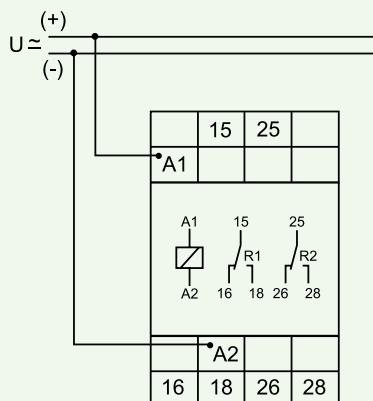 (+)
U ≂
(-)
15 25
A1
A1 15 25
R1 R2
A2 16 18 26 28
A2
16 18 26 28